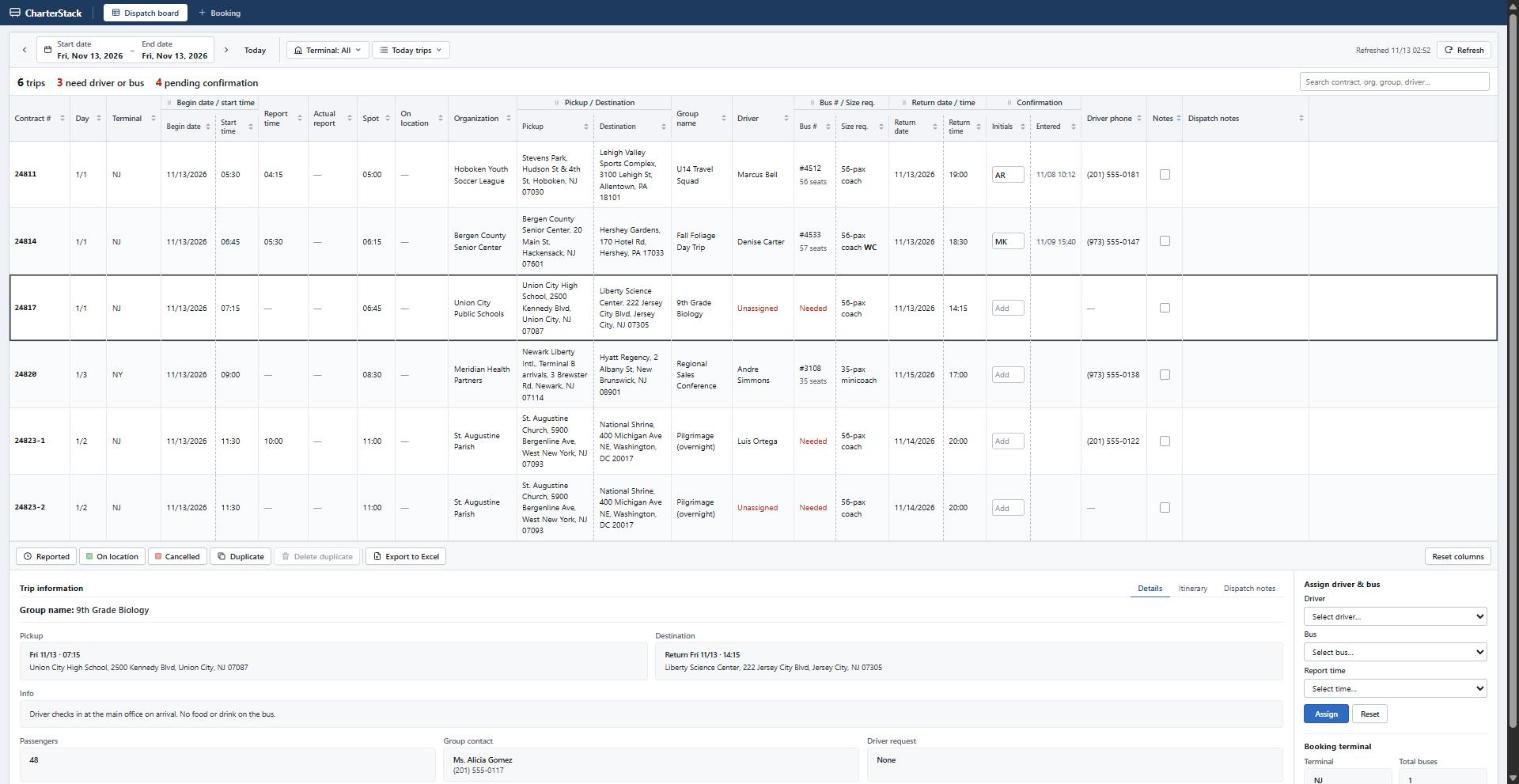 CharterStack Dispatch board + Booking
Start date End date
Fri, Nov 13, 2026 – Fri, Nov 13, 2026 Today Terminal: All Today trips Refreshed 11/13 02:52 Refresh
6 trips 3 need driver or bus 4 pending confirmation Search contract, org, group, driver...
Begin date / start time Pickup / Destination Bus # / Size req. Return date / time Confirmation
Contract # Day Terminal Begin date Start time Report time Actual report Spot On location Organization Pickup Destination Group name Driver Bus # Size req. Return date Return time Initials Entered Driver phone Notes Dispatch notes
24811 1/1 NJ 11/13/2026 05:30 04:15 — 05:00 — Hoboken Youth Soccer League Stevens Park, Hudson St & 4th St, Hoboken, NJ 07030 Lehigh Valley Sports Complex, 3100 Lehigh St, Allentown, PA 18101 U14 Travel Squad Marcus Bell #4512 56 seats 56-pax coach 11/13/2026 19:00 AR 11/08 10:12 (201) 555-0181
24814 1/1 NJ 11/13/2026 06:45 05:30 — 06:15 — Bergen County Senior Center Bergen County Senior Center, 20 Main St, Hackensack, NJ 07601 Hershey Gardens, 170 Hotel Rd, Hershey, PA 17033 Fall Foliage Day Trip Denise Carter #4533 57 seats 56-pax coach WC 11/13/2026 18:30 MK 11/09 15:40 (973) 555-0147
24817 1/1 NJ 11/13/2026 07:15 — — 06:45 — Union City Public Schools Union City High School, 2500 Kennedy Blvd, Union City, NJ 07087 Liberty Science Center, 222 Jersey City Blvd, Jersey City, NJ 07305 9th Grade Biology Unassigned Needed 56-pax coach 11/13/2026 14:15 Add —
24820 1/3 NY 11/13/2026 09:00 — — 08:30 — Meridian Health Partners Newark Liberty Intl., Terminal B arrivals, 3 Brewster Rd, Newark, NJ 07114 Hyatt Regency, 2 Albany St, New Brunswick, NJ 08901 Regional Sales Conference Andre Simmons #3108 35 seats 35-pax minicoach 11/15/2026 17:00 Add (973) 555-0138
24823-1 1/2 NJ 11/13/2026 11:30 10:00 — 11:00 — St. Augustine Parish St. Augustine Church, 5900 Bergenline Ave, West New York, NJ 07093 National Shrine, 400 Michigan Ave NE, Washington, DC 20017 Pilgrimage (overnight) Luis Ortega Needed 56-pax coach 11/14/2026 20:00 Add (201) 555-0122
24823-2 1/2 NJ 11/13/2026 11:30 — — 11:00 — St. Augustine Parish St. Augustine Church, 5900 Bergenline Ave, West New York, NJ 07093 National Shrine, 400 Michigan Ave NE, Washington, DC 20017 Pilgrimage (overnight) Unassigned Needed 56-pax coach 11/14/2026 20:00 Add —
Reported On location Cancelled Duplicate Delete duplicate Export to Excel Reset columns
Trip information Details Itinerary Dispatch notes
Group name: 9th Grade Biology
Pickup Destination
Fri 11/13 · 07:15 Return Fri 11/13 · 14:15
Union City High School, 2500 Kennedy Blvd, Union City, NJ 07087 Liberty Science Center, 222 Jersey City Blvd, Jersey City, NJ 07305
Info
Driver checks in at the main office on arrival. No food or drink on the bus.
Passengers Group contact Driver request
48 Ms. Alicia Gomez None
(201) 555-0117
Assign driver & bus
Driver
Select driver...
Bus
Select bus...
Report time
Select time...
Assign Reset
Booking terminal
Terminal Total buses
NJ 1